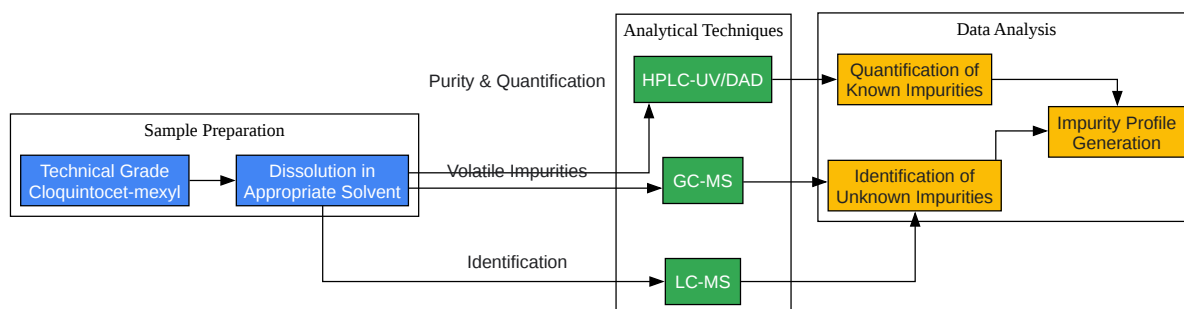 Sample Preparation
Technical Grade
Cloquintocet-mexyl
Dissolution in
Appropriate Solvent
Purity & Quantification
Volatile Impurities
Identification
Analytical Techniques
HPLC-UV/DAD
GC-MS
LC-MS
Data Analysis
Quantification of
Known Impurities
Identification of
Unknown Impurities
Impurity Profile
Generation